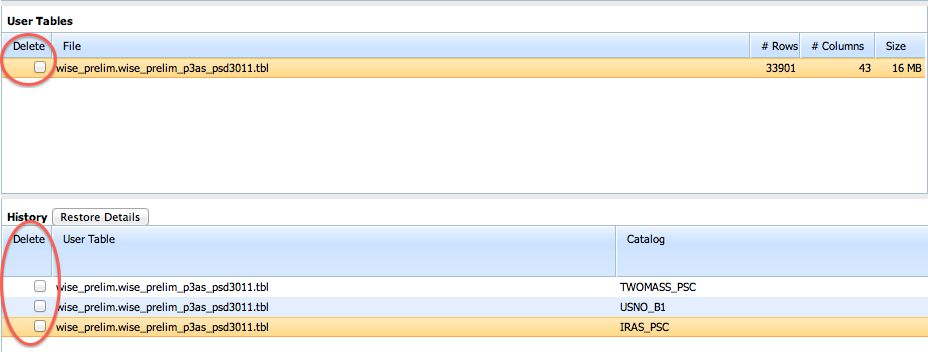 User Tables
Delete File # Rows # Columns Size
wise_prelim.wise_prelim_p3as_psd3011.tbl 33901 43 16 MB
History Restore Details
Delete User Table Catalog
wise_prelim.wise_prelim_p3as_psd3011.tbl TWOMASS_PSC
wise_prelim.wise_prelim_p3as_psd3011.tbl USNO_B1
wise_prelim.wise_prelim_p3as_psd3011.tbl IRAS_PSC